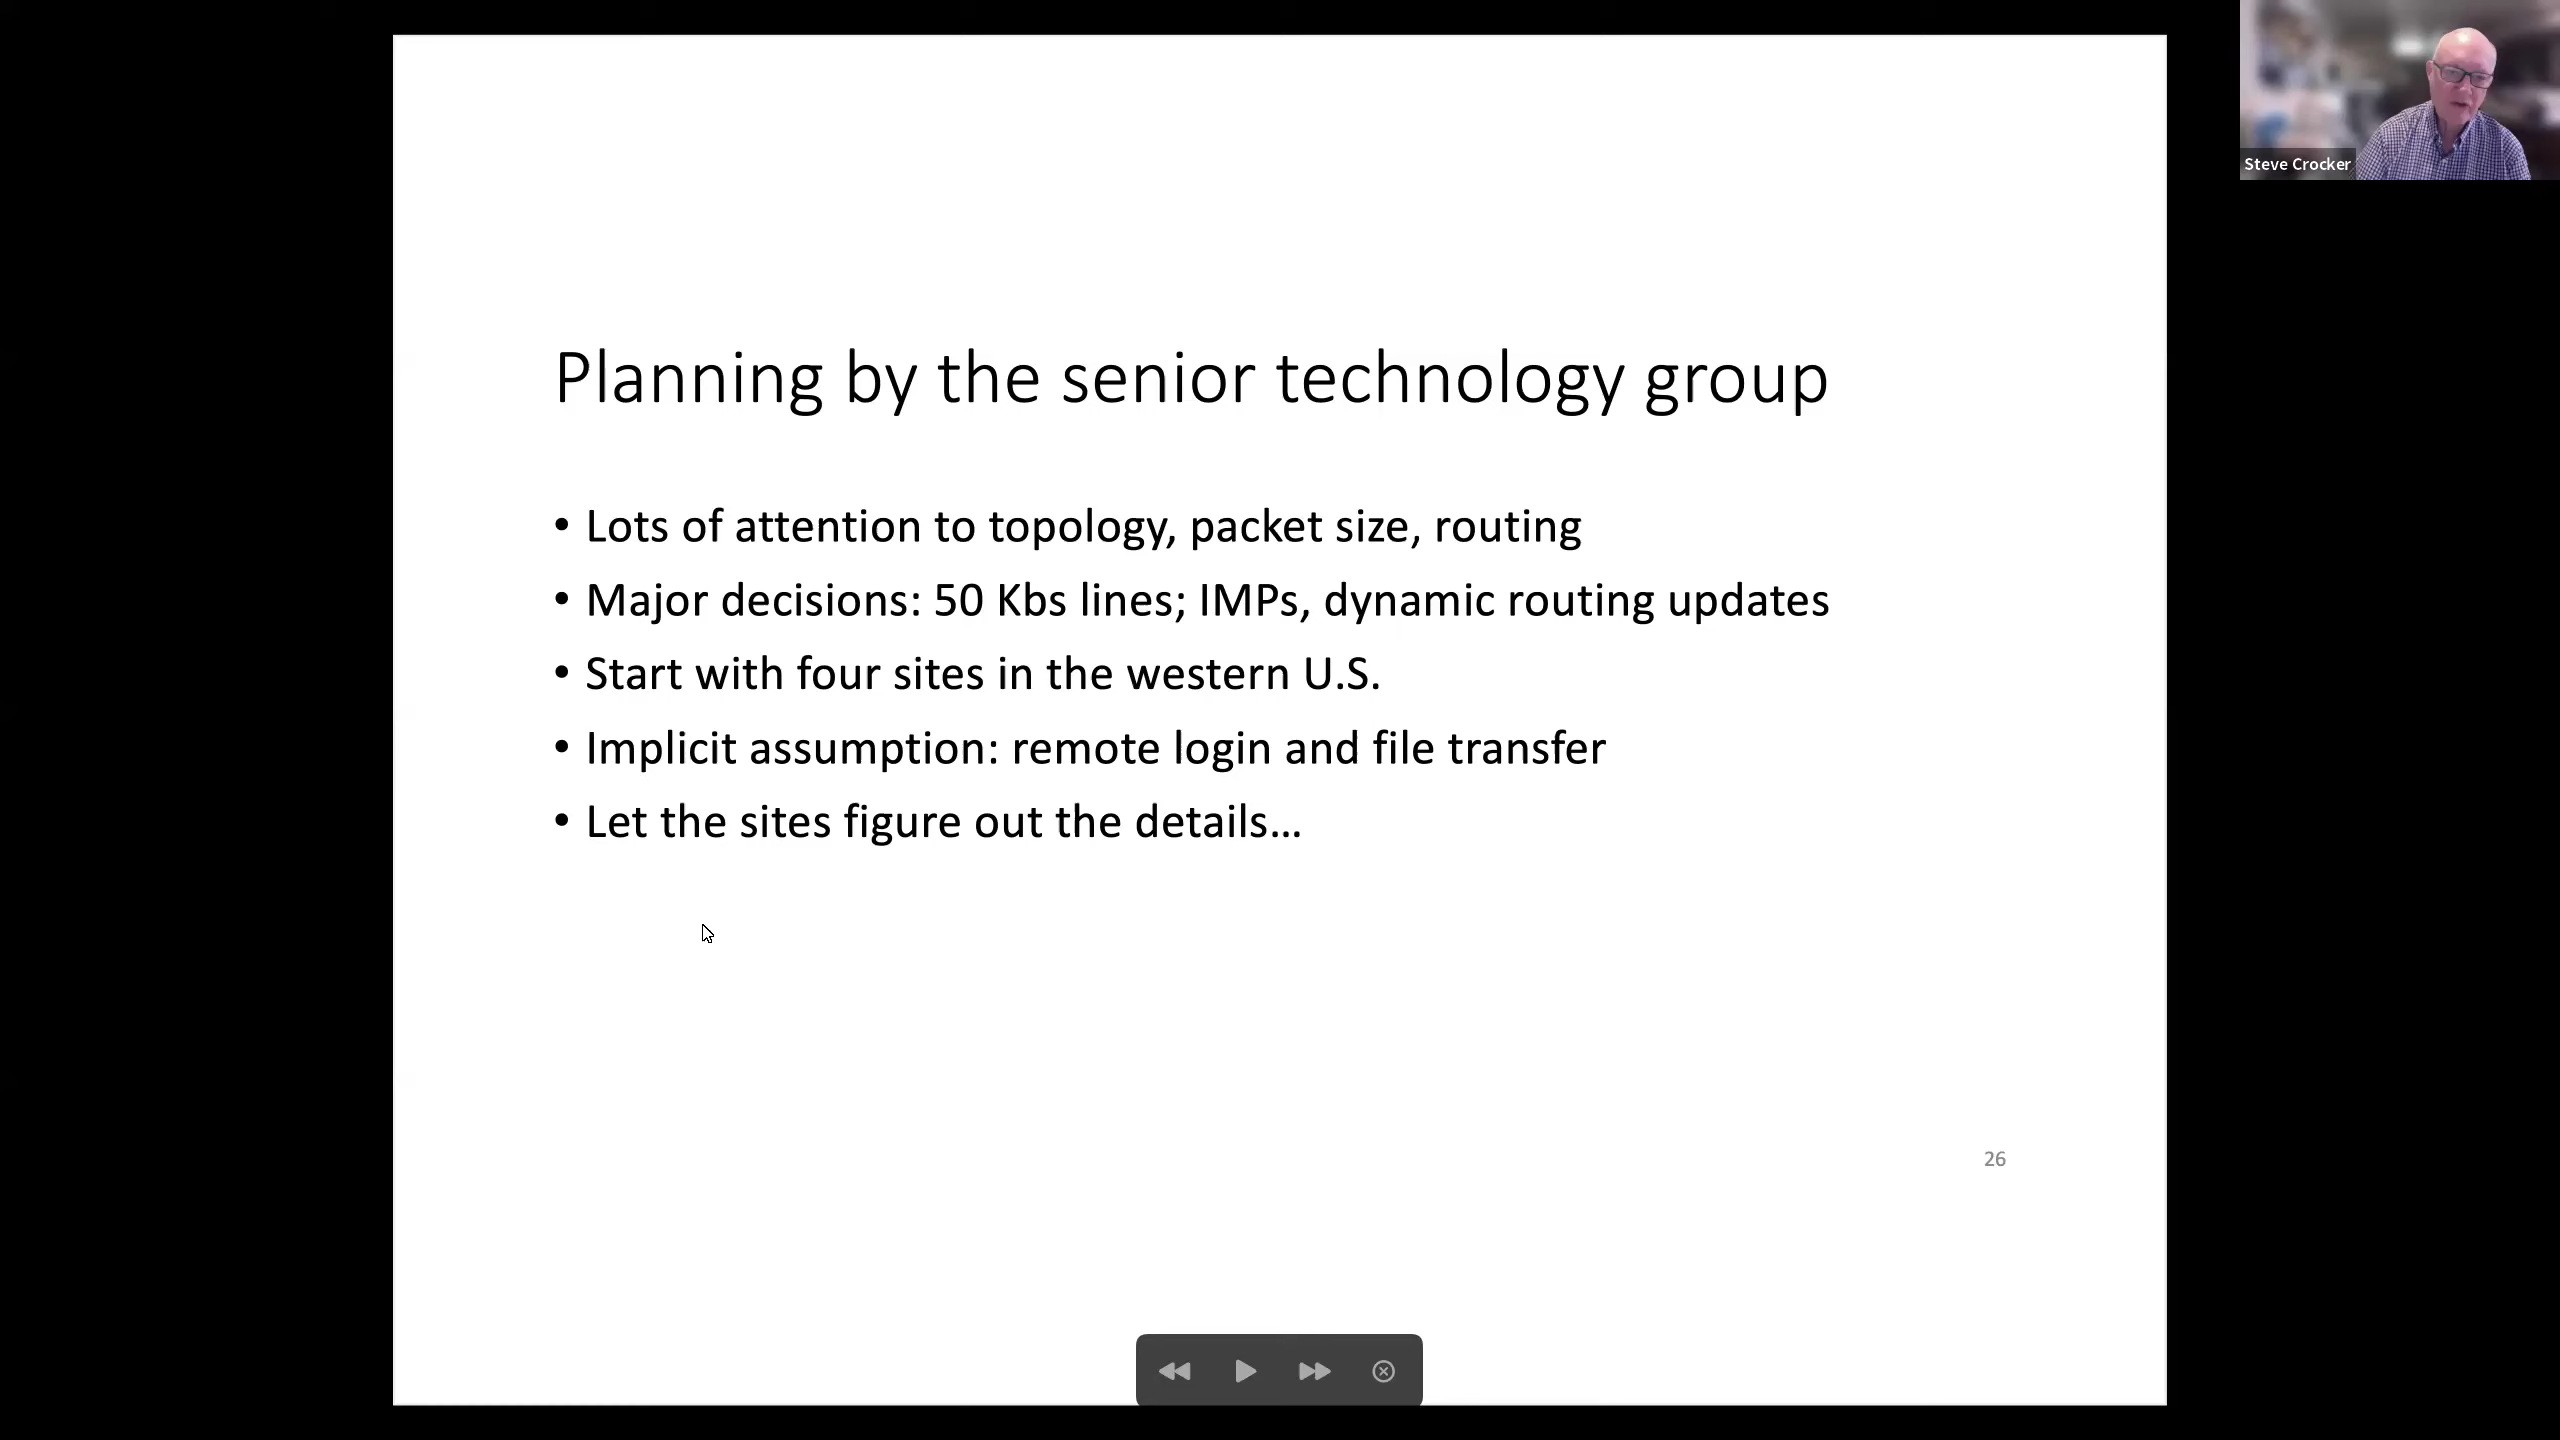 Steve Crocker
Planning by the senior technology group
• Lots of attention to topology, packet size, routing
• Major decisions: 50 Kbs lines; IMPs, dynamic routing updates
• Start with four sites in the western U.S.
• Implicit assumption: remote login and file transfer
• Let the sites figure out the details...
26